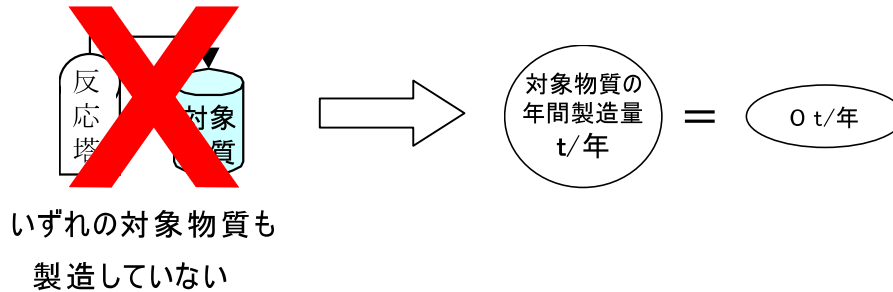 反
応
塔
対象
物質
対象物質の
年間製造量
t/年
=
0 t/年
いずれの対象物質も
製造していない